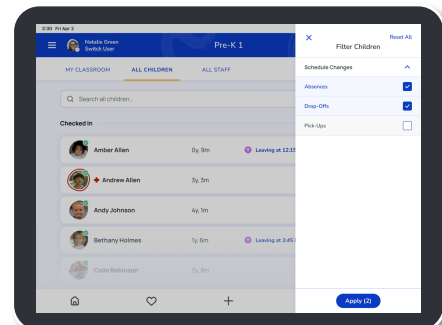 2:30 Fri Apr 2
Natalie Green
Switch User
Pre-K 1
MY CLASSROOM
ALL CHILDREN
ALL STAFF
Search all children...
Checked In
Amber Allen
0y, 9m
Leaving at 12:15
Andrew Allen
3y, 3m
Andy Johnson
4y, 1m
Bethany Holmes
1y, 6m
Leaving at 3:45
Colin Robinson
2y, 8m
Reset All
Filter Children
Schedule Changes
Absences
Drop-Offs
Pick-Ups
Apply (2)